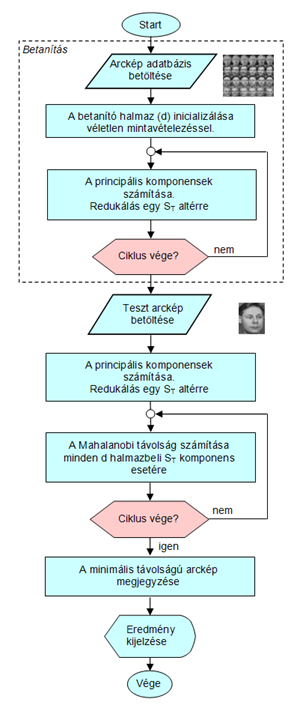 Start
Betanítás
Arckép adatbázis
betöltése
A betanító halmaz (d) inicializálása
véletlen mintavételezéssel.
A principális komponensek
számítása.
Redukálás egy ST altérre
Ciklus vége?
nem
Teszt arckép
betöltése
A principális komponensek
számítása.
Redukálás egy ST altérre
A Mahalanobi távolság számítása
minden d halmazbeli ST komponens
esetére
Ciklus vége?
nem
igen
A minimális távolságú arckép
megjegyzése
Eredmény
kijelzése
Vége